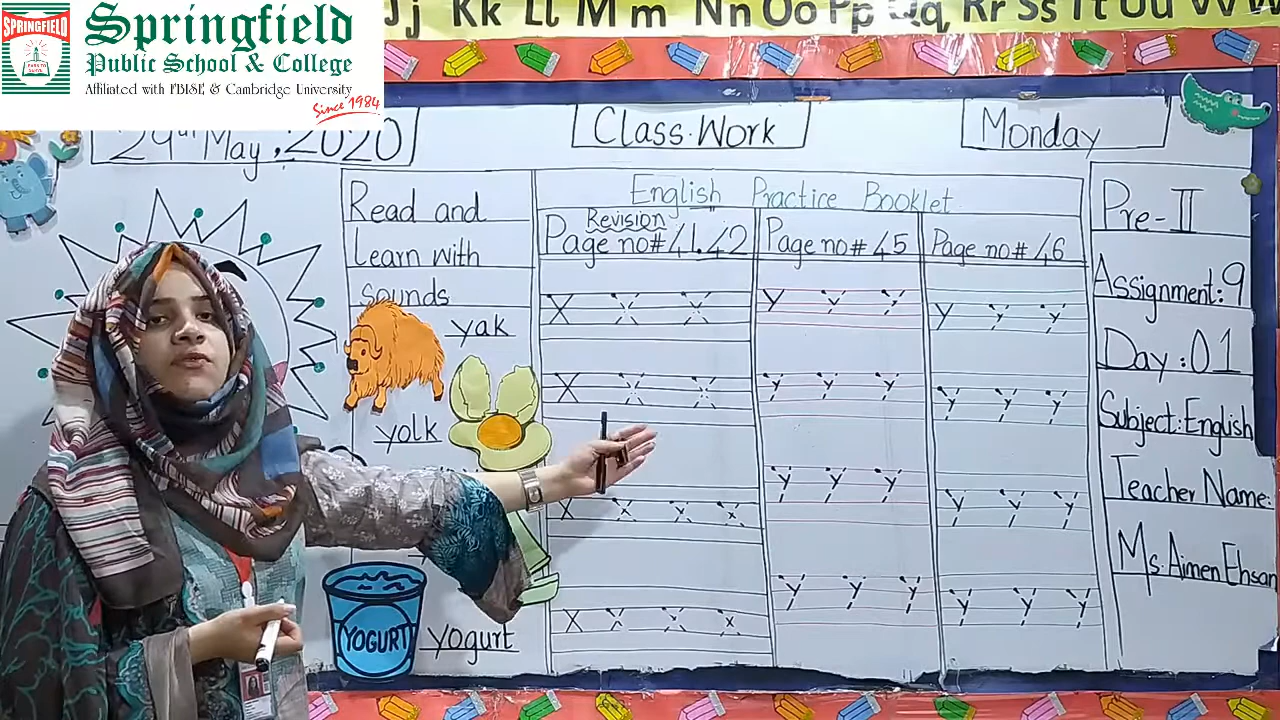 Jj Kk Ll Mm Nn Oo Pp Qq Rr Ss Tt Uu Vv W
SPRINGFIELD
Springfield
Public School & College
Affiliated with FBISE & Cambridge University
Since 1984
29th May, 2020
Class Work
Monday
Read and
Learn with
sounds
yak
yolk
YOGURT
yogurt
English Practice Booklet
Revision
Page no# 41.42
Page no# 45
Page no# 46
X X X
X X X
X X X X
X X X X
y y y
y y y
y y y
y y y
y y y
y y y
y y y
y y y
Pre-II
Assignment: 9
Day : 01
Subject: English
Teacher Name:
Ms. Aimen Ehsan